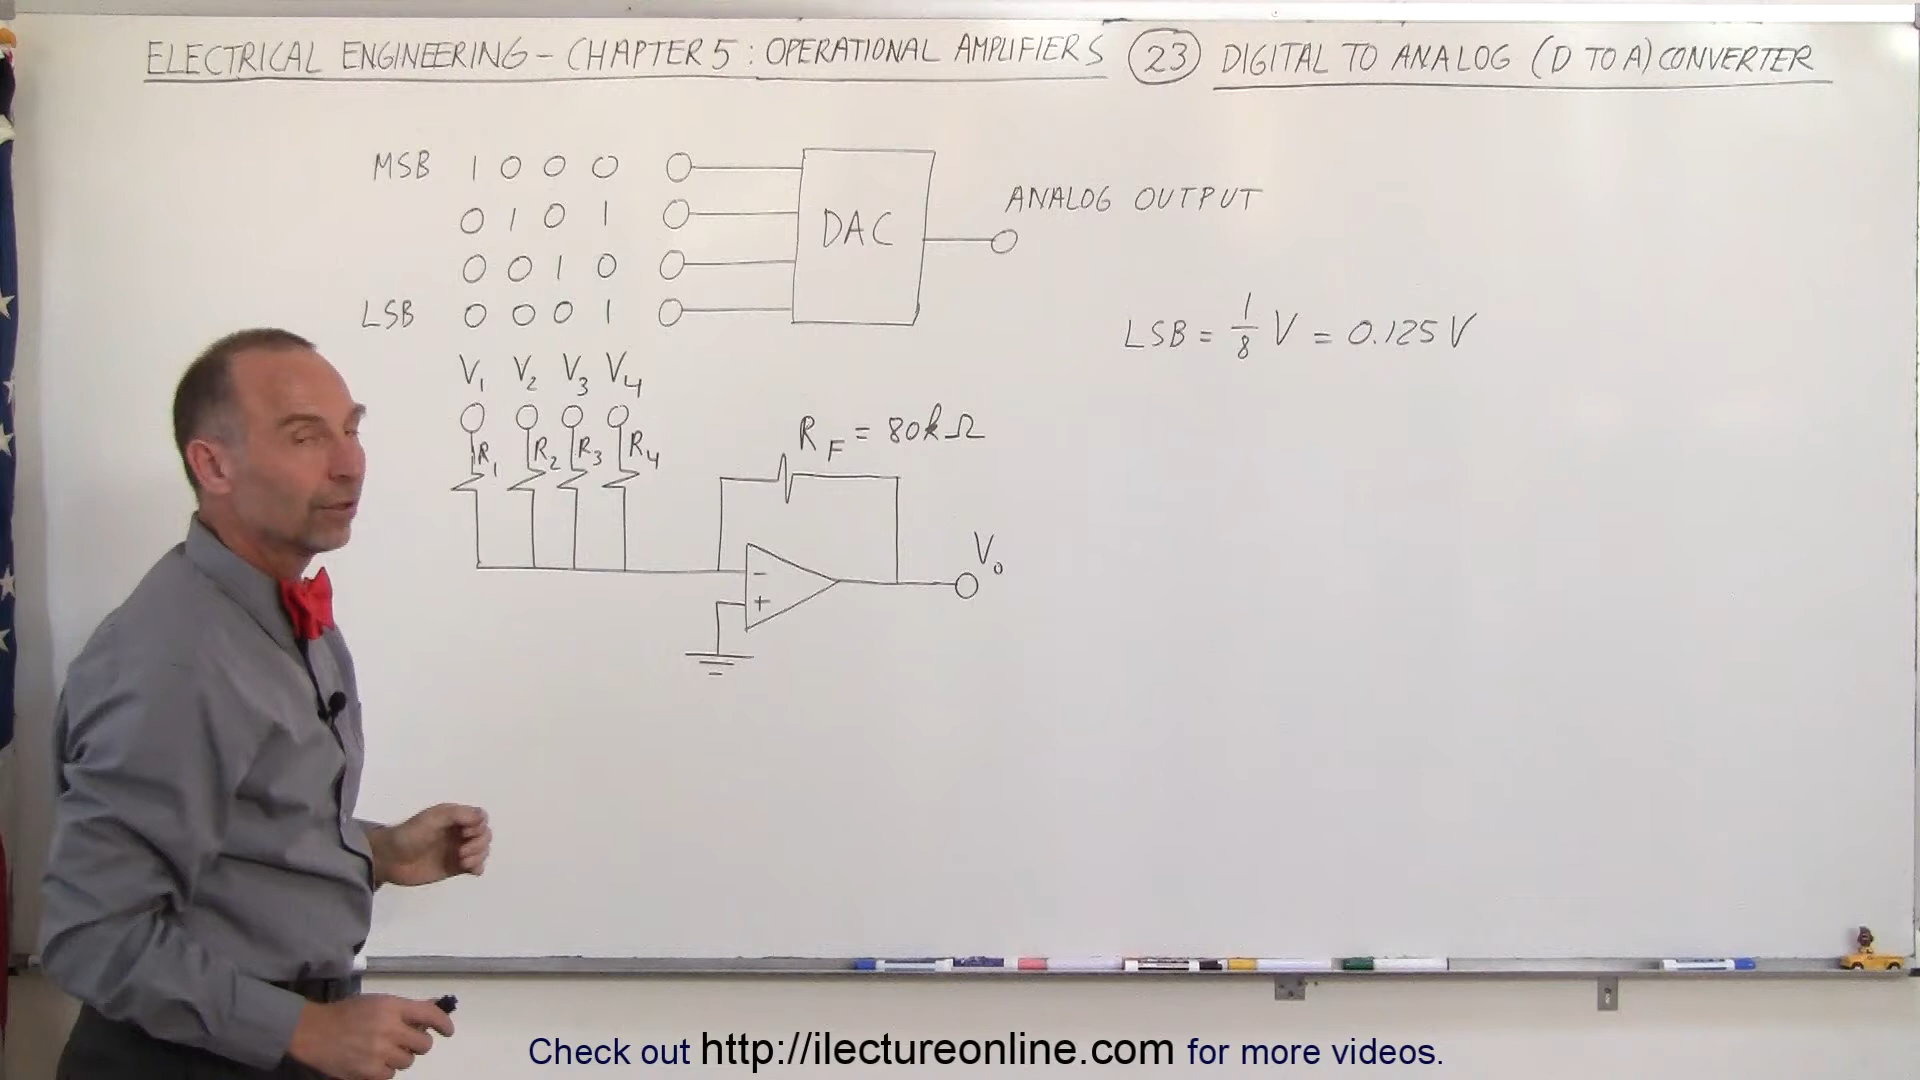 ELECTRICAL ENGINEERING - CHAPTER 5 : OPERATIONAL AMPLIFIERS (23) DIGITAL TO ANALOG (D TO A) CONVERTER
MSB 1 0 0 0
0 1 0 1
0 0 1 0
LSB 0 0 0 1
DAC
ANALOG OUTPUT
LSB = 1/8 V = 0.125 V
V1 V2 V3 V4
R1 R2 R3 R4
RF = 80kΩ
-
+
Vo
Check out http://ilectureonline.com for more videos.